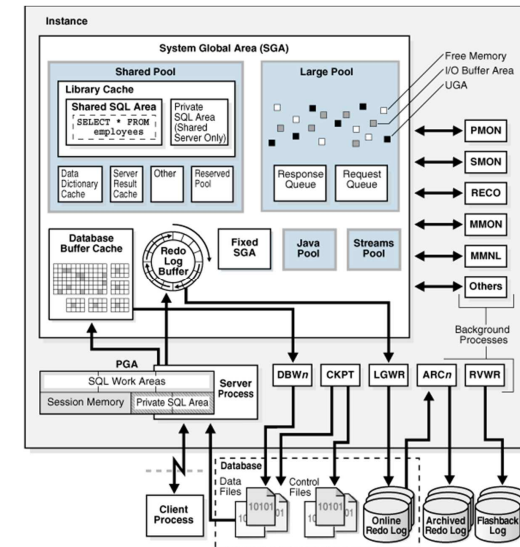 Instance
System Global Area (SGA)
Shared Pool
Library Cache
Shared SQL Area
SELECT * FROM
employees
Private
SQL Area
(Shared
Server Only)
Data
Dictionary
Cache
Server
Result
Cache
Other
Reserved
Pool
Large Pool
Response
Queue
Request
Queue
Free Memory
I/O Buffer Area
UGA
Database
Buffer Cache
Redo
Log
Buffer
Fixed
SGA
Java
Pool
Streams
Pool
PMON
SMON
RECO
MMON
MMNL
Others
Background
Processes
PGA
SQL Work Areas
Session Memory
Private SQL Area
Server
Process
DBWn
CKPT
LGWR
ARCn
RVWR
Client
Process
Database
Data
Files
10101
Control
Files
10101
Online
Redo Log
Archived
Redo Log
Flashback
Log